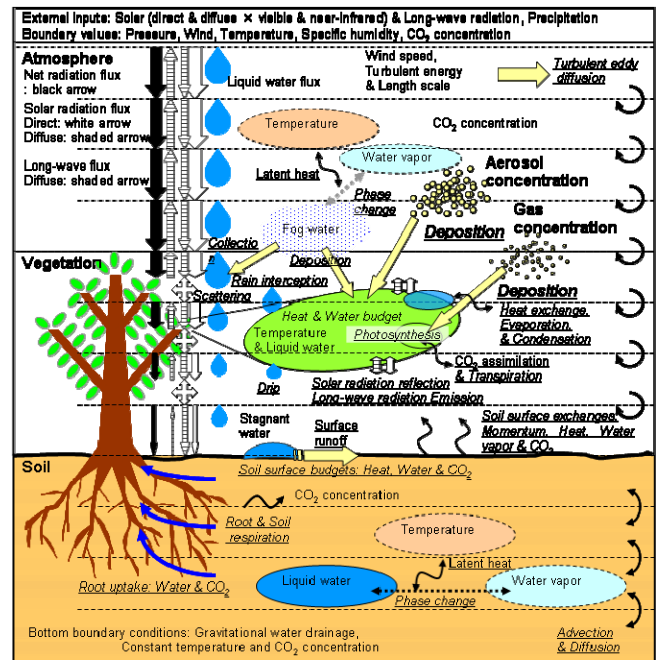 External Inputs: Solar (direct & diffuse × visible & near-infrared) & Long-wave radiation, Precipitation
Boundary values: Pressure, Wind, Temperature, Specific humidity, CO₂ concentration
Atmosphere
Net radiation flux
: black arrow
Solar radiation flux
Direct: white arrow
Diffuse: shaded arrow
Long-wave flux
Diffuse: shaded arrow
Liquid water flux
Wind speed,
Turbulent energy
& Length scale
Turbulent eddy
diffusion
Temperature
CO₂ concentration
Latent heat
Water vapor
Phase
change
Aerosol
concentration
Gas
concentration
Deposition
Fog water
Collectio
n
Deposition
Rain interception
Vegetation
Scattering
Heat & Water budget
Temperature
& Liquid water
Photosynthesis
Deposition
Heat exchange,
Evaporation,
& Condensation
CO₂ assimilation
& Transpiration
Drip
Solar radiation reflection
Long-wave radiation Emission
Stagnant
water
Surface
runoff
Soil surface exchanges:
Momentum, Heat, Water
vapor & CO₂
Soil
Soil surface budgets: Heat, Water & CO₂
CO₂ concentration
Root & Soil
respiration
Temperature
Latent heat
Root uptake: Water & CO₂
Liquid water
Water vapor
Phase change
Bottom boundary conditions: Gravitational water drainage,
Constant temperature and CO₂ concentration
Advection
& Diffusion